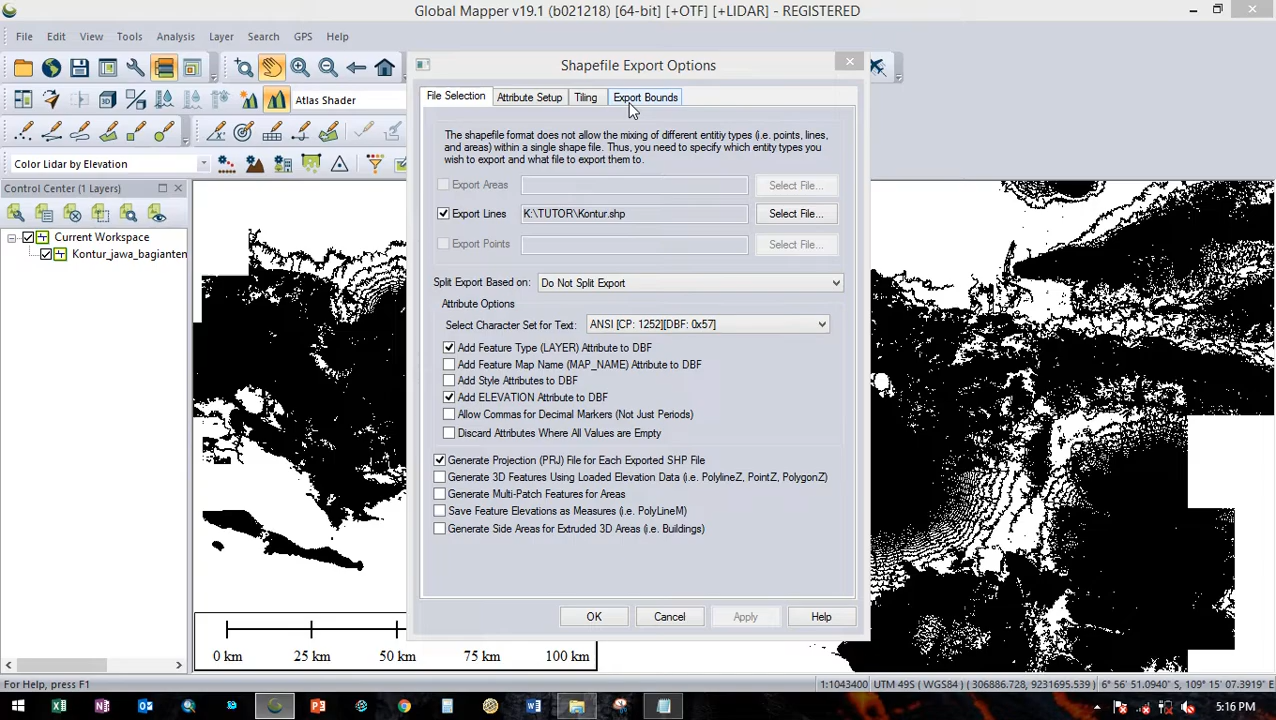 Global Mapper v19.1 (b021218) [64-bit] [+OTF] [+LIDAR] - REGISTERED
File Edit View Tools Analysis Layer Search GPS Help
Shapefile Export Options
File Selection Attribute Setup Tiling Export Bounds
Atlas Shader
The shapefile format does not allow the mixing of different entity types (i.e. points, lines,
and areas) within a single shape file. Thus, you need to specify which entity types you
wish to export and what file to export them to.
Color Lidar by Elevation
Control Center (1 Layers)
Export Areas Select File...
Export Lines K:\TUTOR\Kontur.shp Select File...
Current Workspace
Export Points Select File...
Kontur_jawa_bagianten
Split Export Based on: Do Not Split Export
Attribute Options
Select Character Set for Text: ANSI [CP: 1252][DBF: 0x57]
Add Feature Type (LAYER) Attribute to DBF
Add Feature Map Name (MAP_NAME) Attribute to DBF
Add Style Attributes to DBF
Add ELEVATION Attribute to DBF
Allow Commas for Decimal Markers (Not Just Periods)
Discard Attributes Where All Values are Empty
Generate Projection (PRJ) File for Each Exported SHP File
Generate 3D Features Using Loaded Elevation Data (i.e. PolylineZ, PointZ, PolygonZ)
Generate Multi-Patch Features for Areas
Save Feature Elevations as Measures (i.e. PolyLineM)
Generate Side Areas for Extruded 3D Areas (i.e. Buildings)
OK Cancel Apply Help
0 km 25 km 50 km 75 km 100 km
For Help, press F1
1:1043400 UTM 49S (WGS84) ( 306886.728, 9231695.539) 6° 56' 51.0940" S, 109° 15' 07.3919" E
5:16 PM